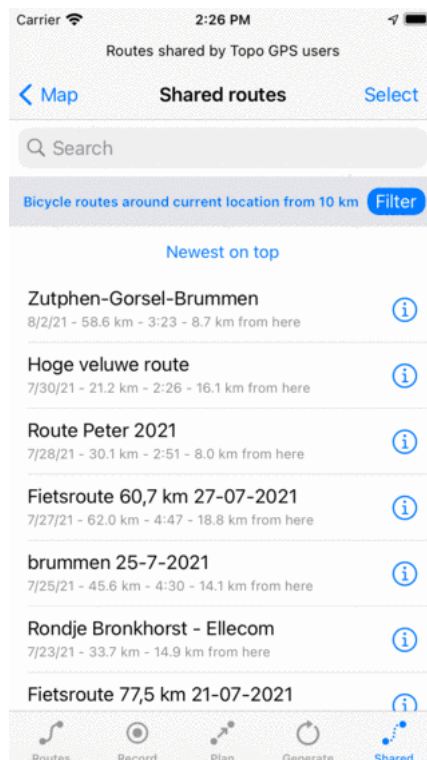 Carrier 2:26 PM
Routes shared by Topo GPS users
Map Shared routes Select
Search
Bicycle routes around current location from 10 km Filter
Newest on top
Zutphen-Gorsel-Brummen
8/2/21 - 58.6 km - 3:23 - 8.7 km from here
Hoge veluwe route
7/30/21 - 21.2 km - 2:26 - 16.1 km from here
Route Peter 2021
7/28/21 - 30.1 km - 2:51 - 8.0 km from here
Fietsroute 60,7 km 27-07-2021
7/27/21 - 62.0 km - 4:47 - 18.8 km from here
brummen 25-7-2021
7/25/21 - 45.6 km - 4:30 - 14.1 km from here
Rondje Bronkhorst - Ellecom
7/23/21 - 33.7 km - 14.9 km from here
Fietsroute 77,5 km 21-07-2021
Routes Record Plan Generate Shared